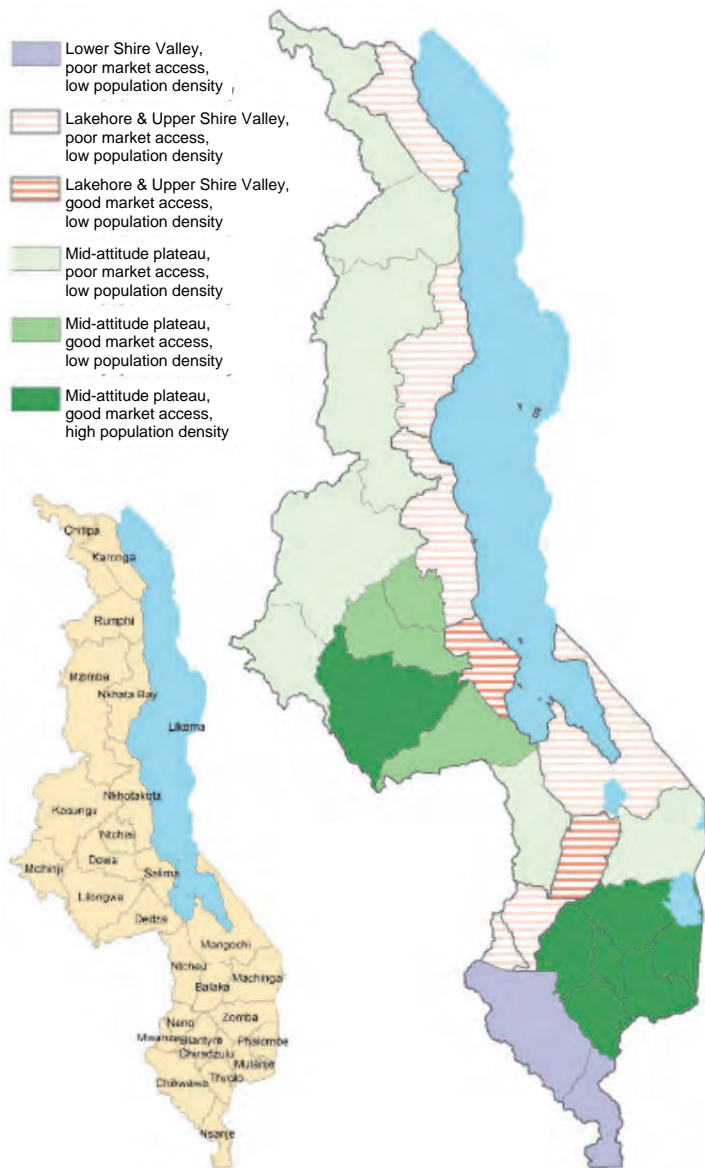 Lower Shire Valley,
poor market access,
low population density
Lakehore & Upper Shire Valley,
poor market access,
low population density
Lakehore & Upper Shire Valley,
good market access,
low population density
Mid-attitude plateau,
poor market access,
low population density
Mid-attitude plateau,
good market access,
low population density
Mid-attitude plateau,
good market access,
high population density
Chitipa
Karonga
Rumphi
Mzimba
Nkhata Bay
Likoma
Nkhotakota
Kasungu
Ntchisi
Dowa
Mchinji
Salima
Lilongwe
Dedza
Mangochi
Ntcheu
Machinga
Balaka
Neno
Zomba
Mwanza
Blantyre
Phalombe
Chiradzulu
Mulanje
Thyolo
Chikwawa
Nsanje